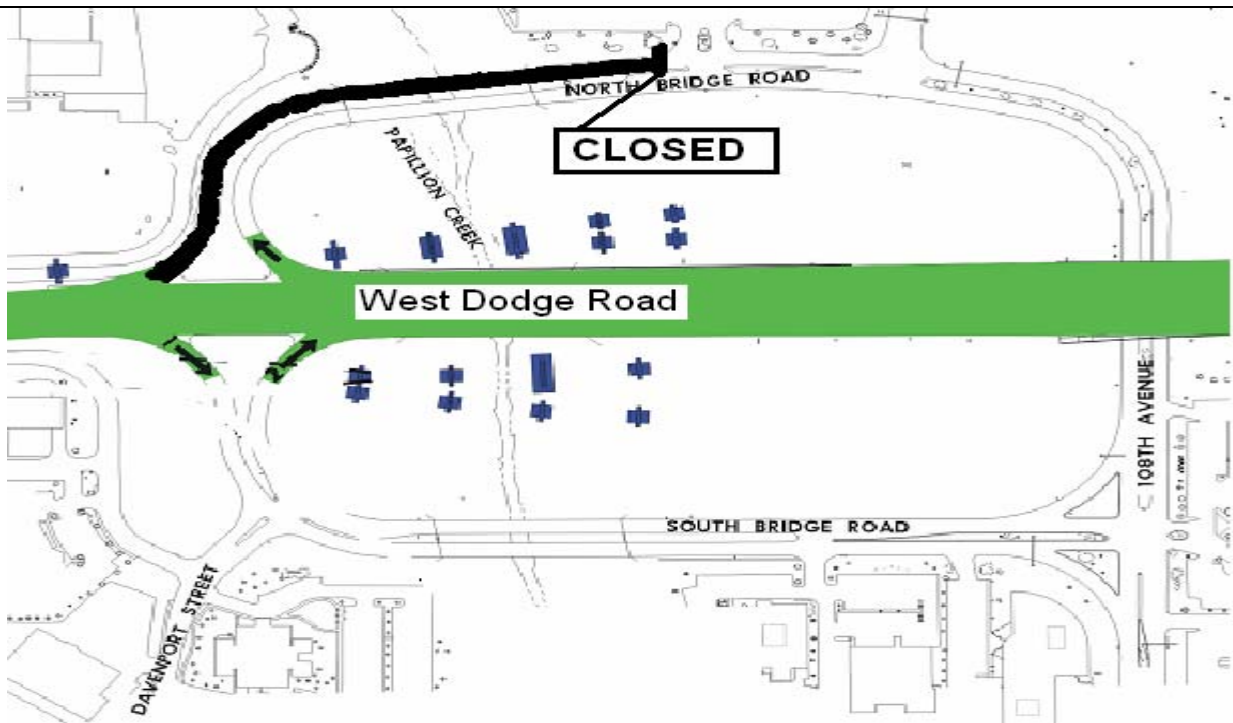 NORTH BRIDGE ROAD
CLOSED
PAPILLION CREEK
West Dodge Road
108TH AVENUE
SOUTH BRIDGE ROAD
DAVENPORT STREET